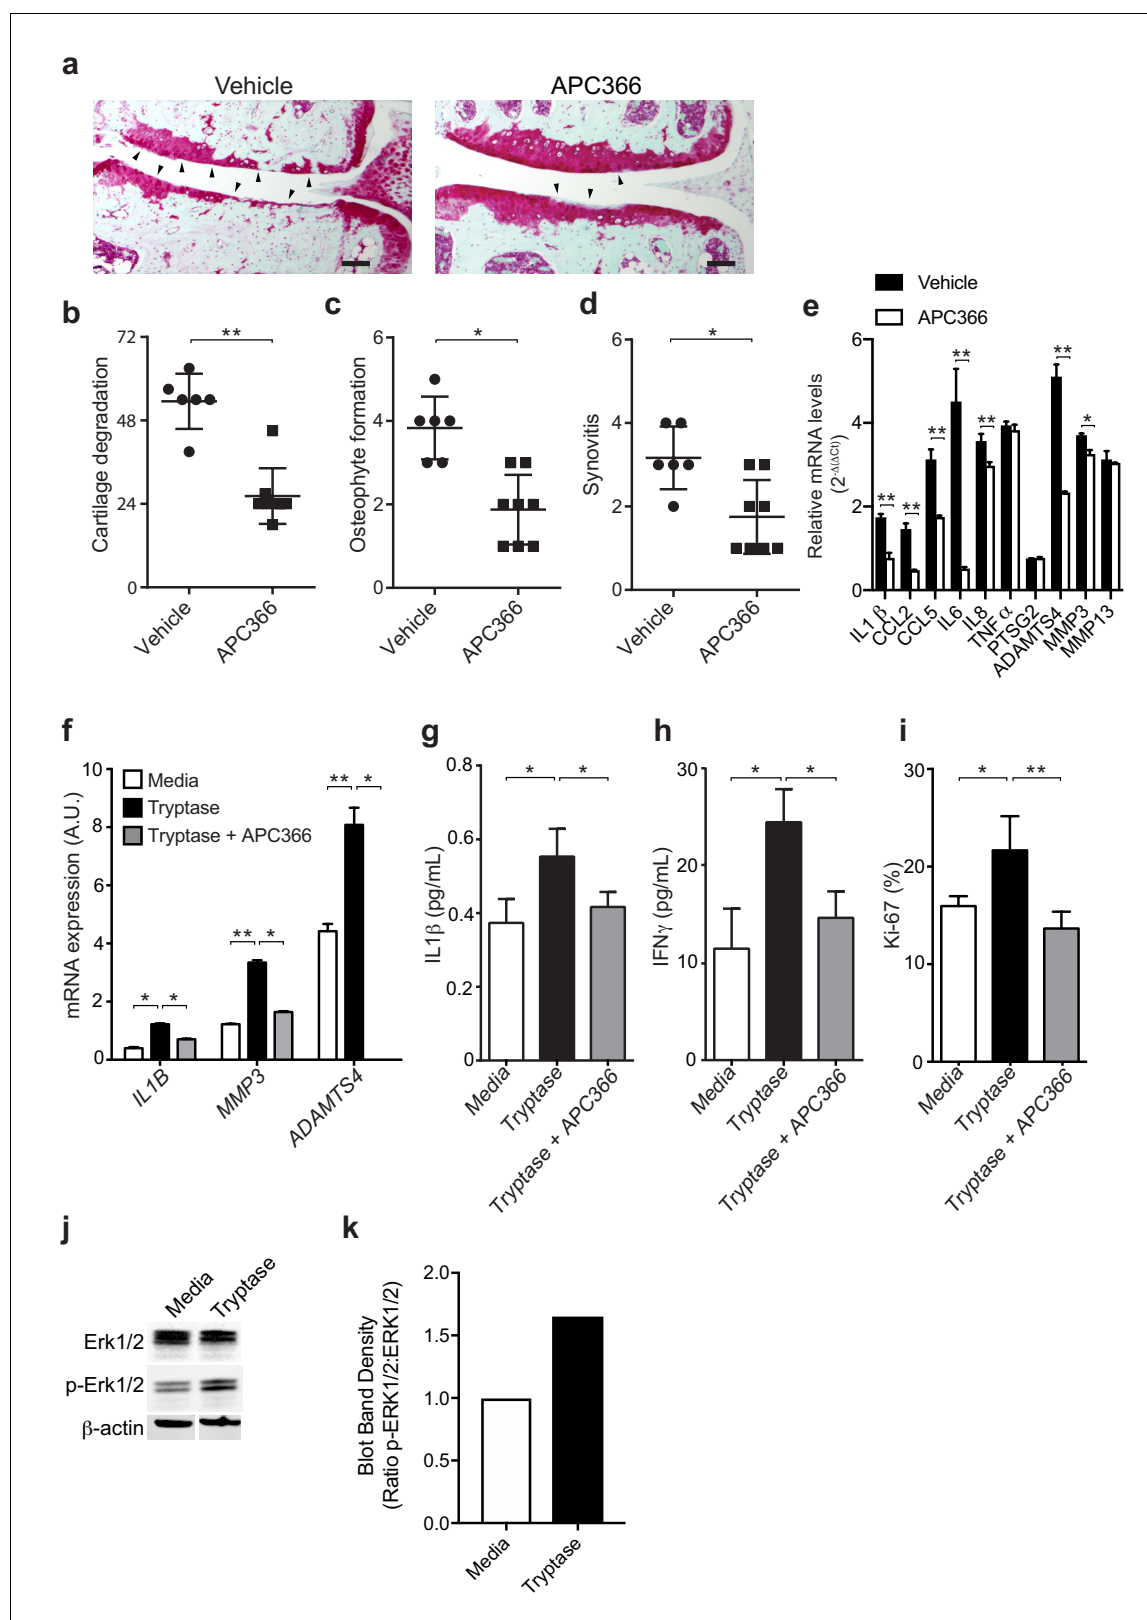 a
Vehicle
APC366
b
Cartilage degradation
72
48
24
0
**
Vehicle
APC366
c
Osteophyte formation
6
4
2
0
*
Vehicle
APC366
d
Synovitis
6
4
2
0
*
Vehicle
APC366
e
Vehicle
APC366
Relative mRNA levels
(2-Δ(ΔCt))
6
4
2
0
**
**
**
**
**
**
*
IL1 β
CCL2
CCL5
IL6
IL8
TNF α
PTSG2
ADAMTS4
MMP3
MMP13
f
mRNA expression (A.U.)
10
8
6
4
2
0
Media
Tryptase
Tryptase + APC366
* *
** *
** *
IL1B
MMP3
ADAMTS4
g
IL1β (pg/mL)
0.8
0.6
0.4
0.2
0
* *
Media
Tryptase
Tryptase + APC366
h
IFNγ (pg/mL)
30
20
10
0
* *
Media
Tryptase
Tryptase + APC366
i
Ki-67 (%)
30
20
10
0
* **
Media
Tryptase
Tryptase + APC366
j
Media
Tryptase
Erk1/2
p-Erk1/2
β-actin
k
Blot Band Density
(Ratio p-ERK1/2:ERK1/2)
2.0
1.5
1.0
0.5
0.0
Media
Tryptase